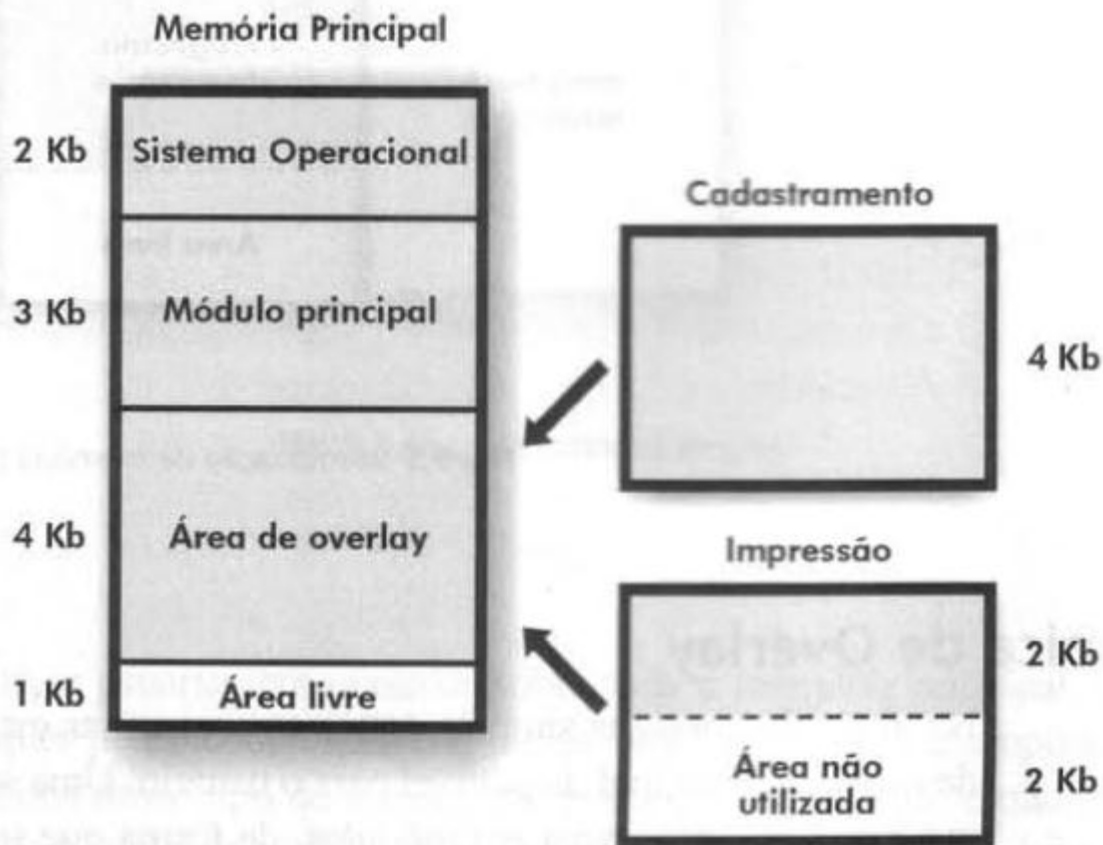 Memória Principal
2 Kb
Sistema Operacional
3 Kb
Módulo principal
4 Kb
Área de overlay
1 Kb
Área livre
Cadastramento
4 Kb
Impressão
2 Kb
Área não
utilizada
2 Kb